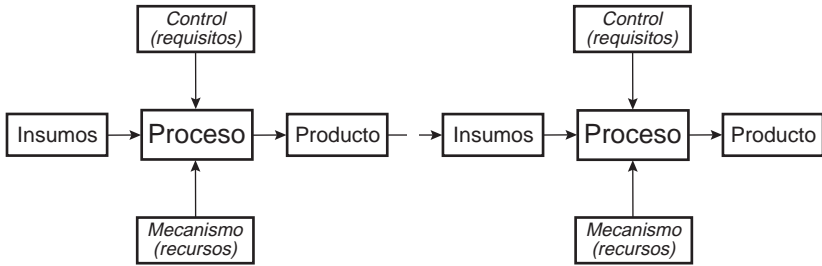 Control
(requisitos)
Control
(requisitos)
Insumos
Proceso
Producto
Insumos
Proceso
Producto
Mecanismo
(recursos)
Mecanismo
(recursos)